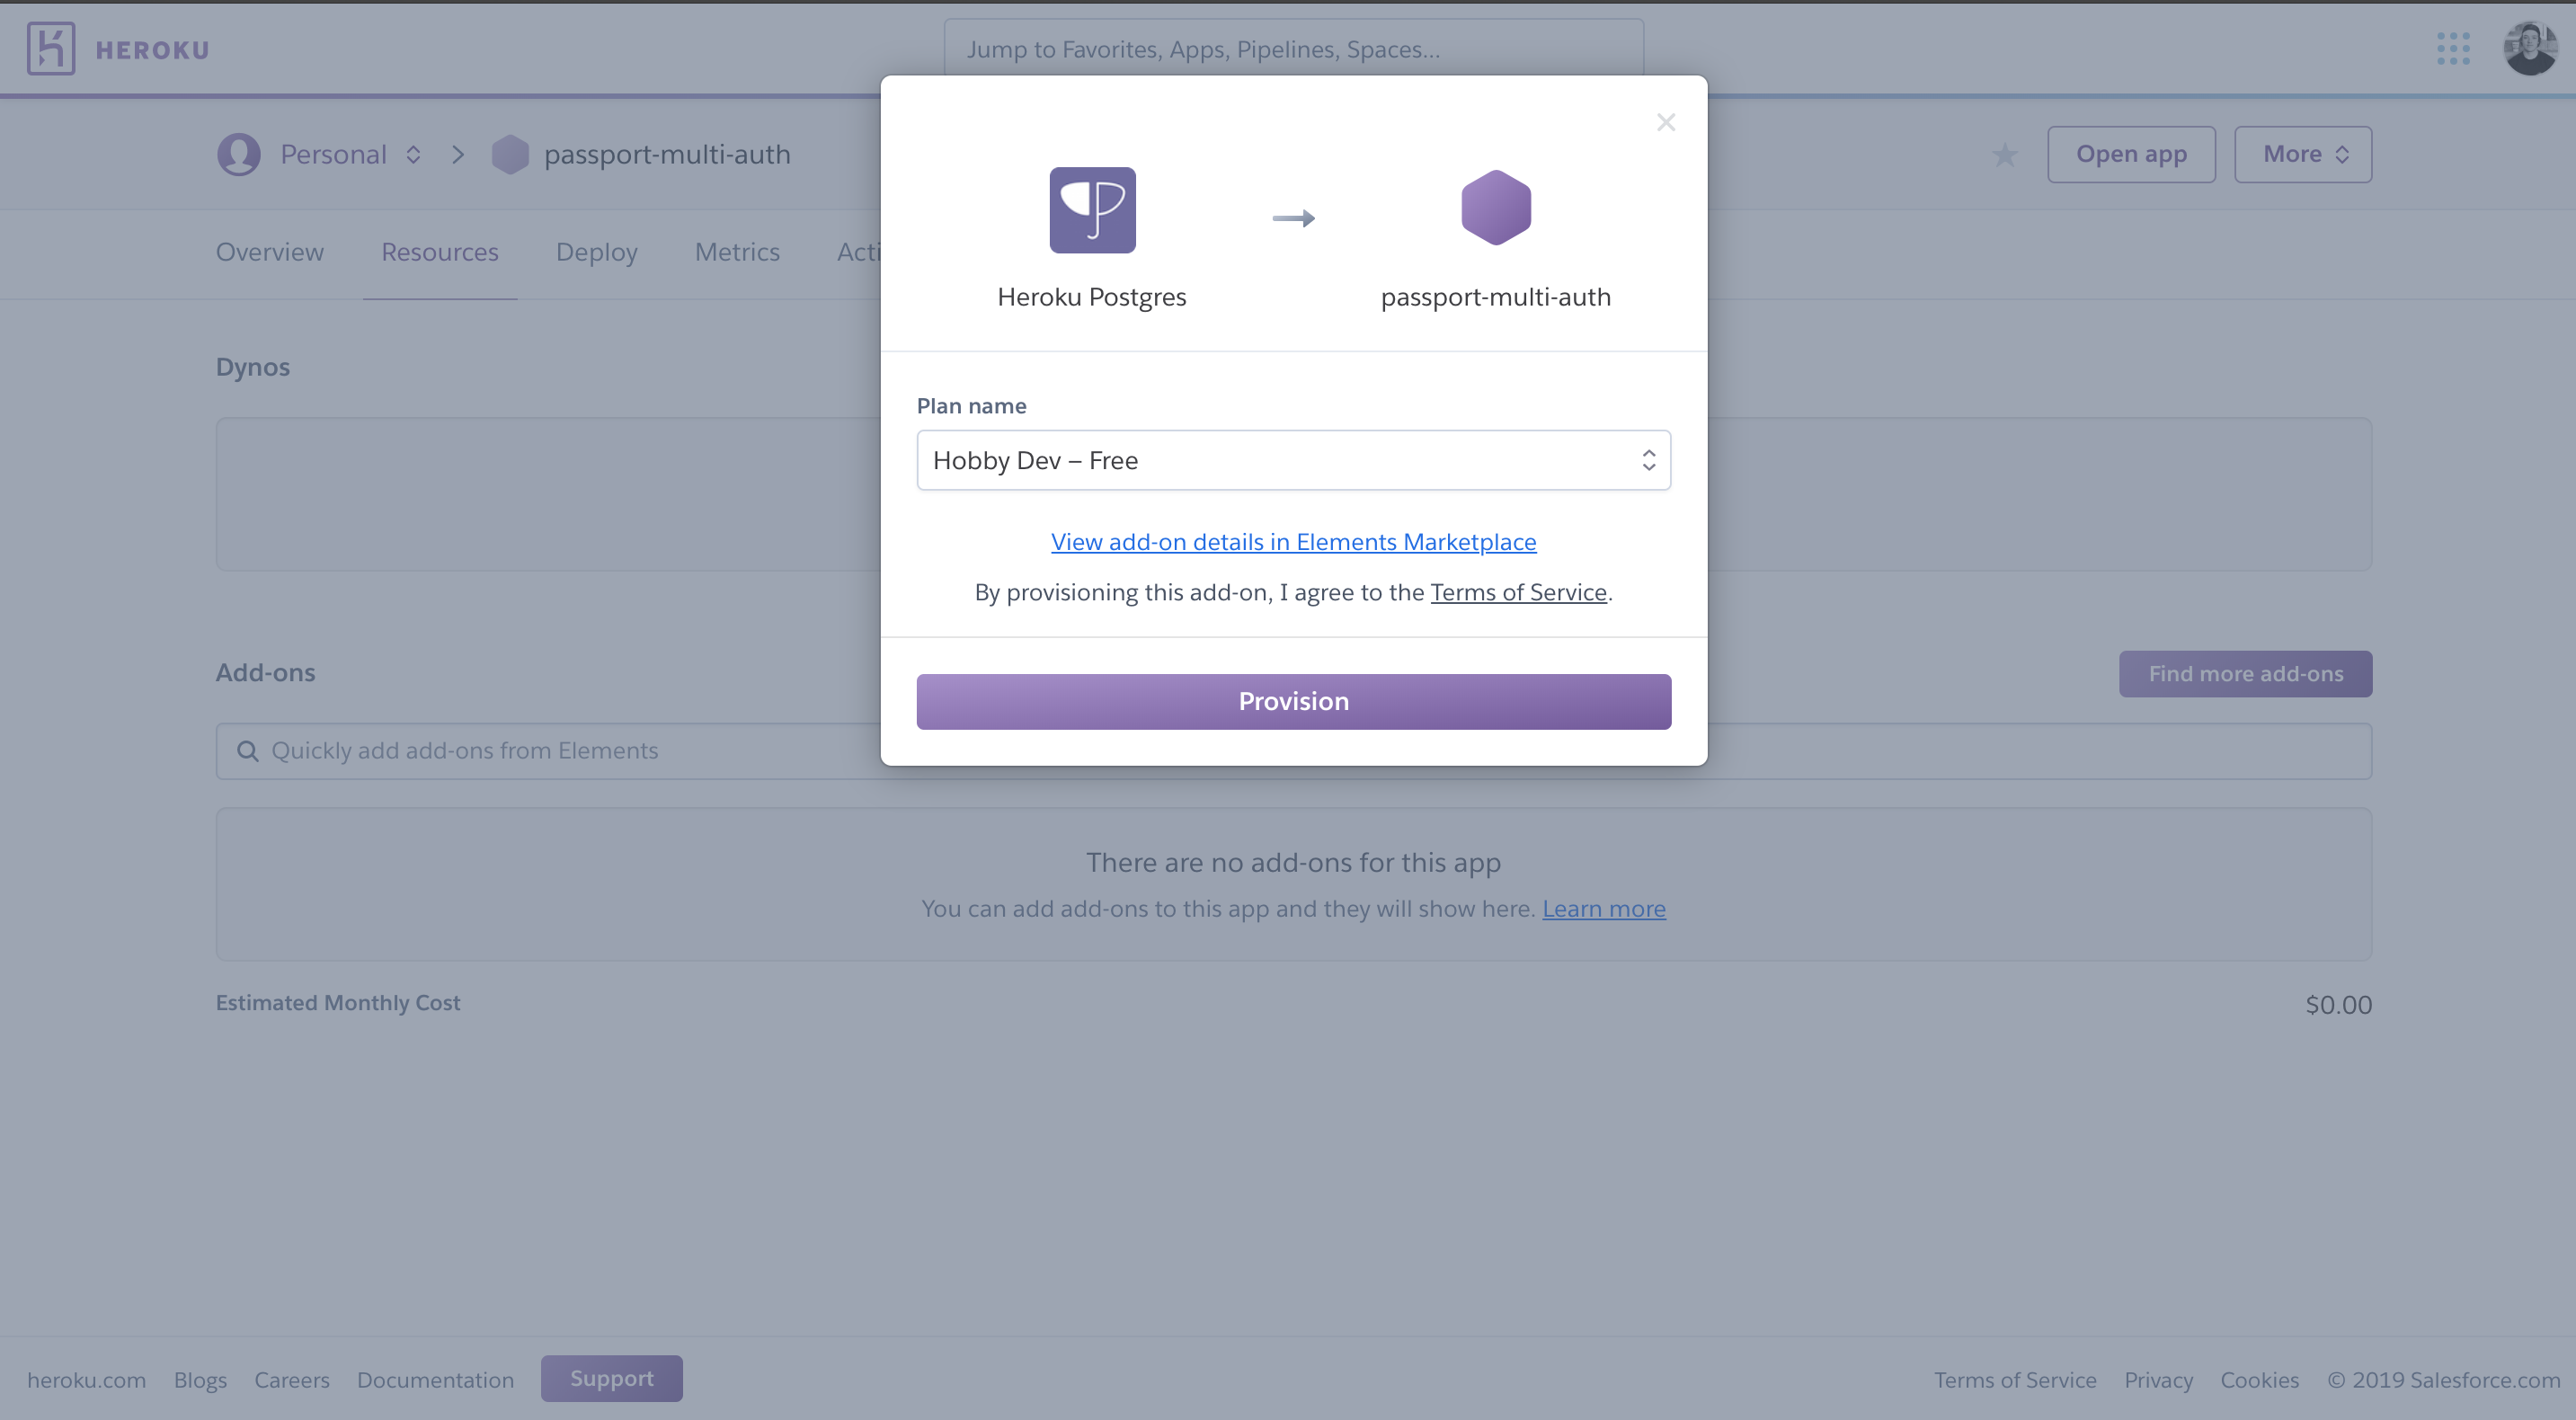 HEROKU
Jump to Favorites, Apps, Pipelines, Spaces...
Personal
passport-multi-auth
Open app
More
Overview
Resources
Deploy
Metrics
Acti
Heroku Postgres
passport-multi-auth
Dynos
Plan name
Hobby Dev – Free
View add-on details in Elements Marketplace
By provisioning this add-on, I agree to the Terms of Service.
Provision
Add-ons
Find more add-ons
Quickly add add-ons from Elements
There are no add-ons for this app
You can add add-ons to this app and they will show here. Learn more
Estimated Monthly Cost
$0.00
heroku.com
Blogs
Careers
Documentation
Support
Terms of Service
Privacy
Cookies
© 2019 Salesforce.com